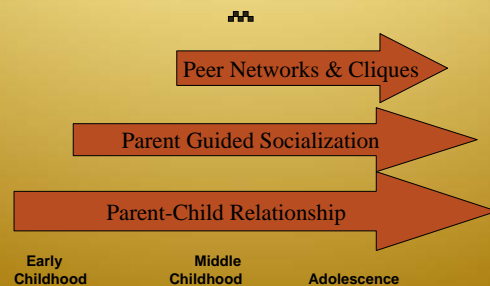 Peer Networks & Cliques
Parent Guided Socialization
Parent-Child Relationship
Early Childhood
Middle Childhood
Adolescence